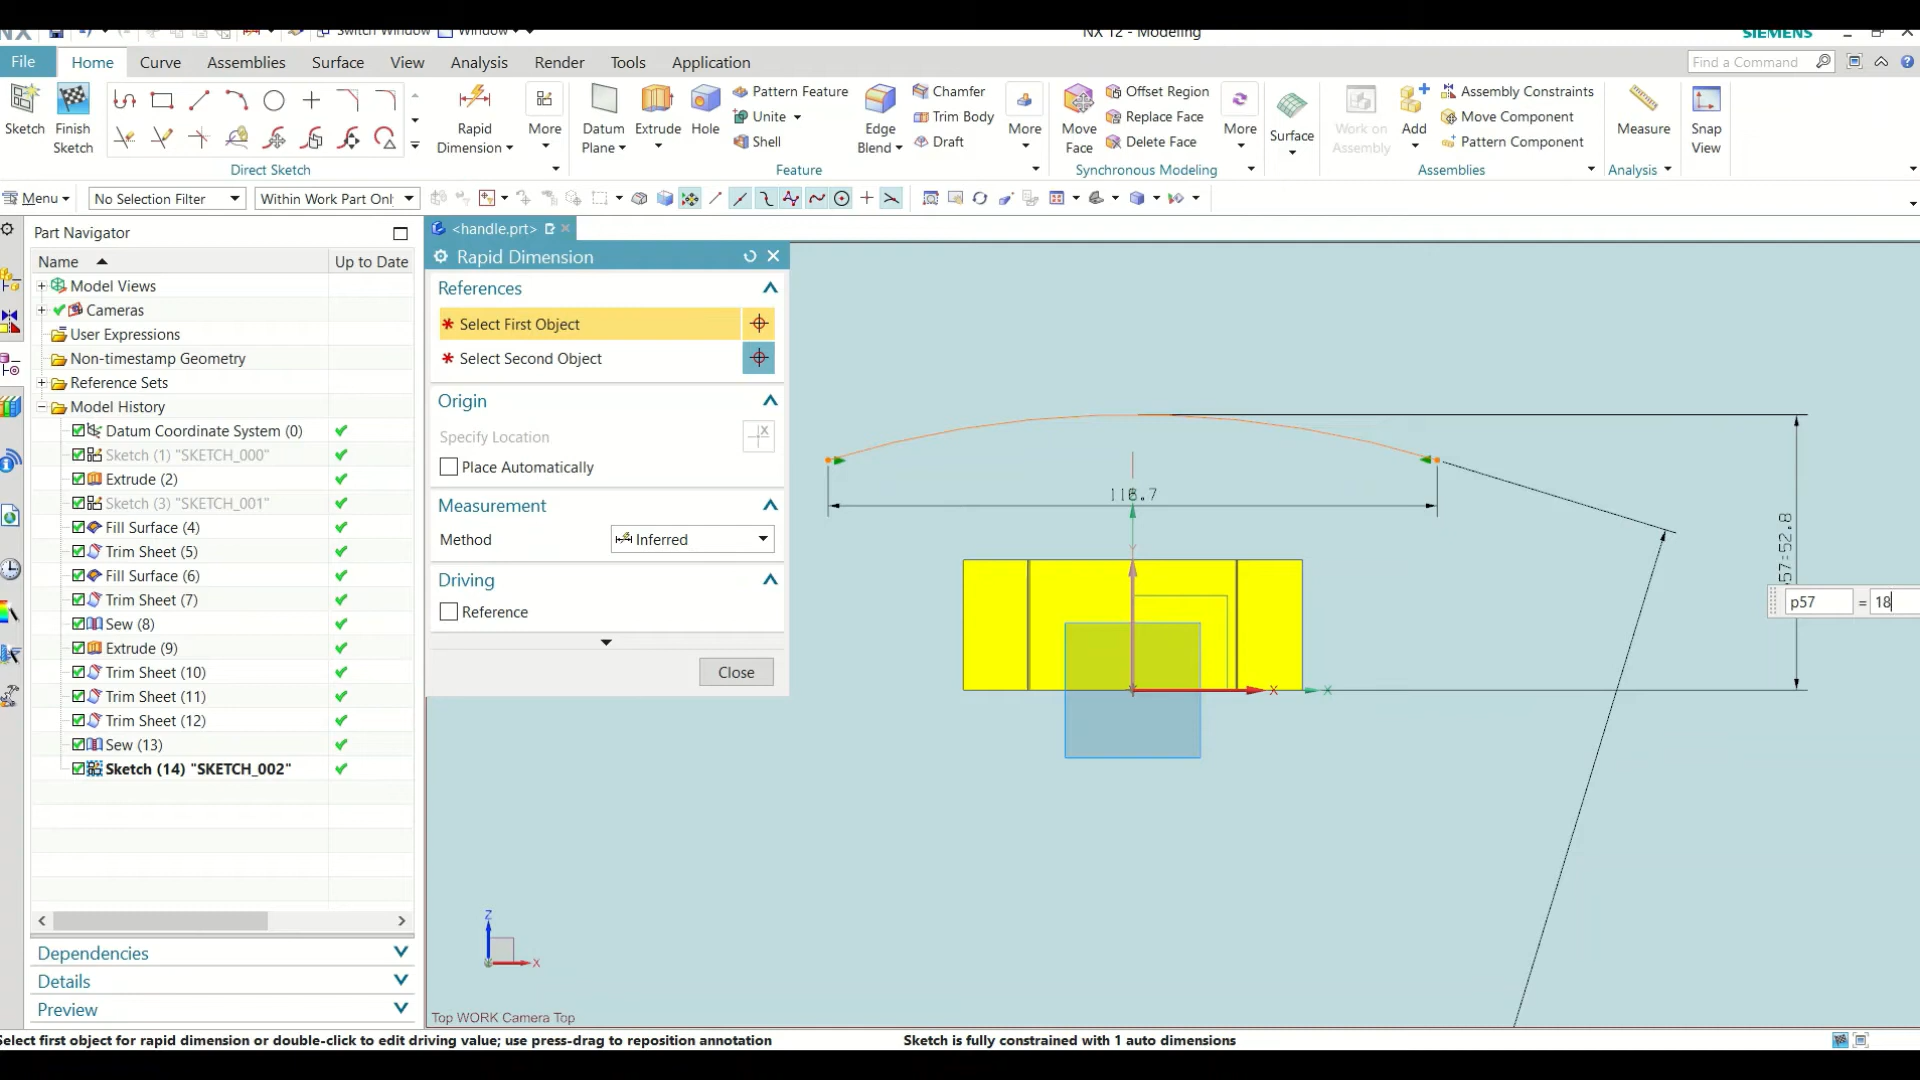 Switch Window
Window
NX 12 - Modeling
SIEMENS
File
Home
Curve
Assemblies
Surface
View
Analysis
Render
Tools
Application
Find a Command
Sketch
Finish
Sketch
Rapid
Dimension
More
Datum
Plane
Extrude
Hole
Pattern Feature
Unite
Shell
Edge
Blend
Chamfer
Trim Body
Draft
More
Move
Face
Offset Region
Replace Face
Delete Face
More
Surface
Work on
Assembly
Add
Assembly Constraints
Move Component
Pattern Component
Measure
Snap
View
Direct Sketch
Feature
Synchronous Modeling
Assemblies
Analysis
Menu
No Selection Filter
Within Work Part Onl
Part Navigator
Name
Up to Date
Model Views
Cameras
User Expressions
Non-timestamp Geometry
Reference Sets
Model History
Datum Coordinate System (0)
Sketch (1) "SKETCH_000"
Extrude (2)
Sketch (3) "SKETCH_001"
Fill Surface (4)
Trim Sheet (5)
Fill Surface (6)
Trim Sheet (7)
Sew (8)
Extrude (9)
Trim Sheet (10)
Trim Sheet (11)
Trim Sheet (12)
Sew (13)
Sketch (14) "SKETCH_002"
Dependencies
Details
Preview
<handle.prt>
Rapid Dimension
References
* Select First Object
* Select Second Object
Origin
Specify Location
Place Automatically
Measurement
Method
Inferred
Driving
Reference
Close
57=52.8
p57 = 18
X
X
Z
X
Top WORK Camera Top
Select first object for rapid dimension or double-click to edit driving value; use press-drag to reposition annotation
Sketch is fully constrained with 1 auto dimensions